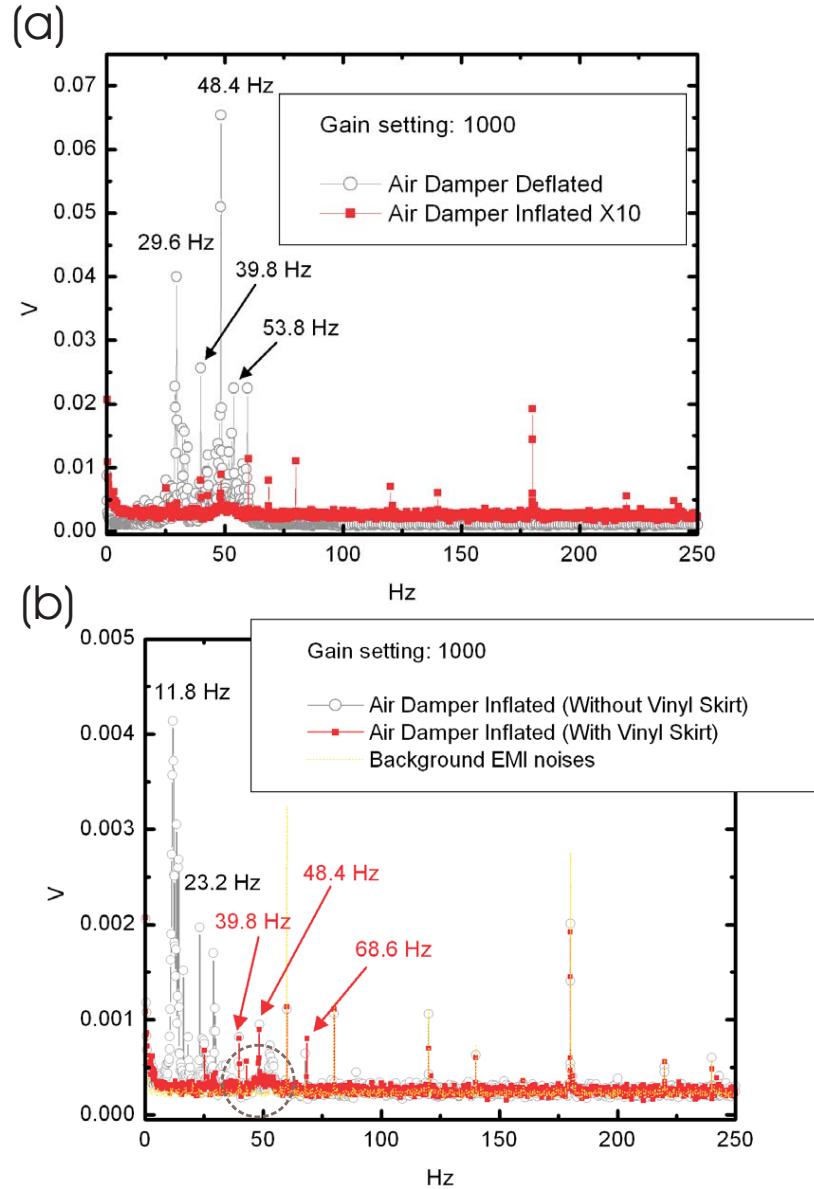 (a)
48.4 Hz
Gain setting: 1000
Air Damper Deflated
Air Damper Inflated X10
29.6 Hz
39.8 Hz
53.8 Hz
V
0.07
0.06
0.05
0.04
0.03
0.02
0.01
0.00
0 50 100 150 200 250
Hz
(b)
Gain setting: 1000
Air Damper Inflated (Without Vinyl Skirt)
Air Damper Inflated (With Vinyl Skirt)
Background EMI noises
11.8 Hz
23.2 Hz
48.4 Hz
39.8 Hz
68.6 Hz
V
0.005
0.004
0.003
0.002
0.001
0.000
0 50 100 150 200 250
Hz